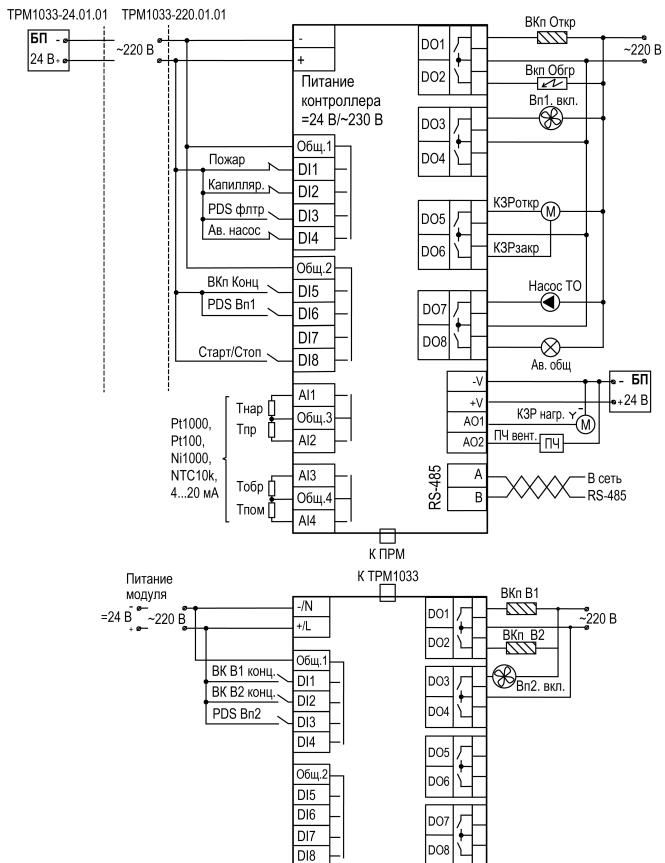 ТРМ1033-24.01.01 ТРМ1033-220.01.01
БП - ~220 В
24 В+
-
+
Питание
контроллера
=24 В/~230 В
Общ.1
Пожар DI1
Капилляр. DI2
PDS флтр DI3
Ав. насос DI4
Общ.2
ВКп Конц DI5
PDS Вп1 DI6
DI7
Старт/Стоп DI8
AI1
Тнар Общ.3
Тпр AI2
Pt1000,
Pt100,
Ni1000,
NTC10k,
4...20 мА
AI3
Тобр Общ.4
Тпом AI4
DO1 ВКп Откр ~220 В
DO2 Вкп Обгр
DO3 Вп1. вкл.
DO4
DO5 КЗРоткр М
DO6 КЗРзакр
DO7 Насос ТО
DO8 Ав. общ
-V - БП
+V +24 В
AO1 КЗР нагр. Y - М
AO2 ПЧ вент. ПЧ
RS-485
A В сеть
B RS-485
К ПРМ
К ТРМ1033
Питание
модуля
=24 В - + ~220 В
-/N
+/L
Общ.1
ВК В1 конц. DI1
ВК В2 конц. DI2
PDS Вп2 DI3
DI4
Общ.2
DI5
DI6
DI7
DI8
DO1 ВКп В1 ~220 В
DO2 ВКп В2
DO3 Вп2. вкл.
DO4
DO5
DO6
DO7
DO8